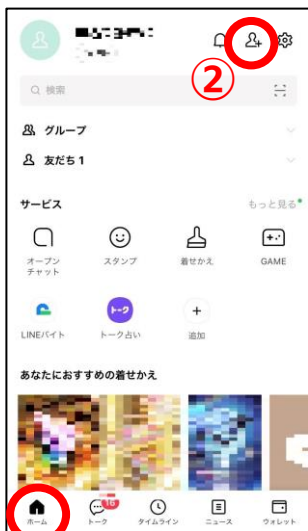 ②
検索
グループ
友だち 1
サービス
もっと見る
オープン
チャット
スタンプ
着せかえ
GAME
LINEバイト
トーク占い
追加
トーク
あなたにおすすめの着せかえ
16
ホーム
トーク
タイムライン
ニュース
ウォレット